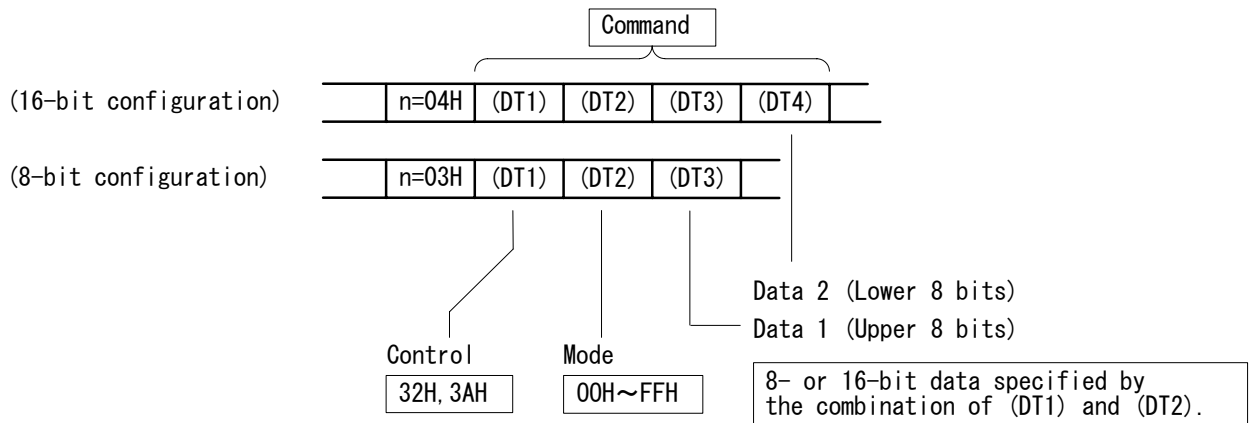 Command
(16-bit configuration) n=04H (DT1) (DT2) (DT3) (DT4)
(8-bit configuration) n=03H (DT1) (DT2) (DT3)
Data 2 (Lower 8 bits)
Data 1 (Upper 8 bits)
Control Mode
32H,3AH 00H～FFH
8- or 16-bit data specified by
the combination of (DT1) and (DT2).